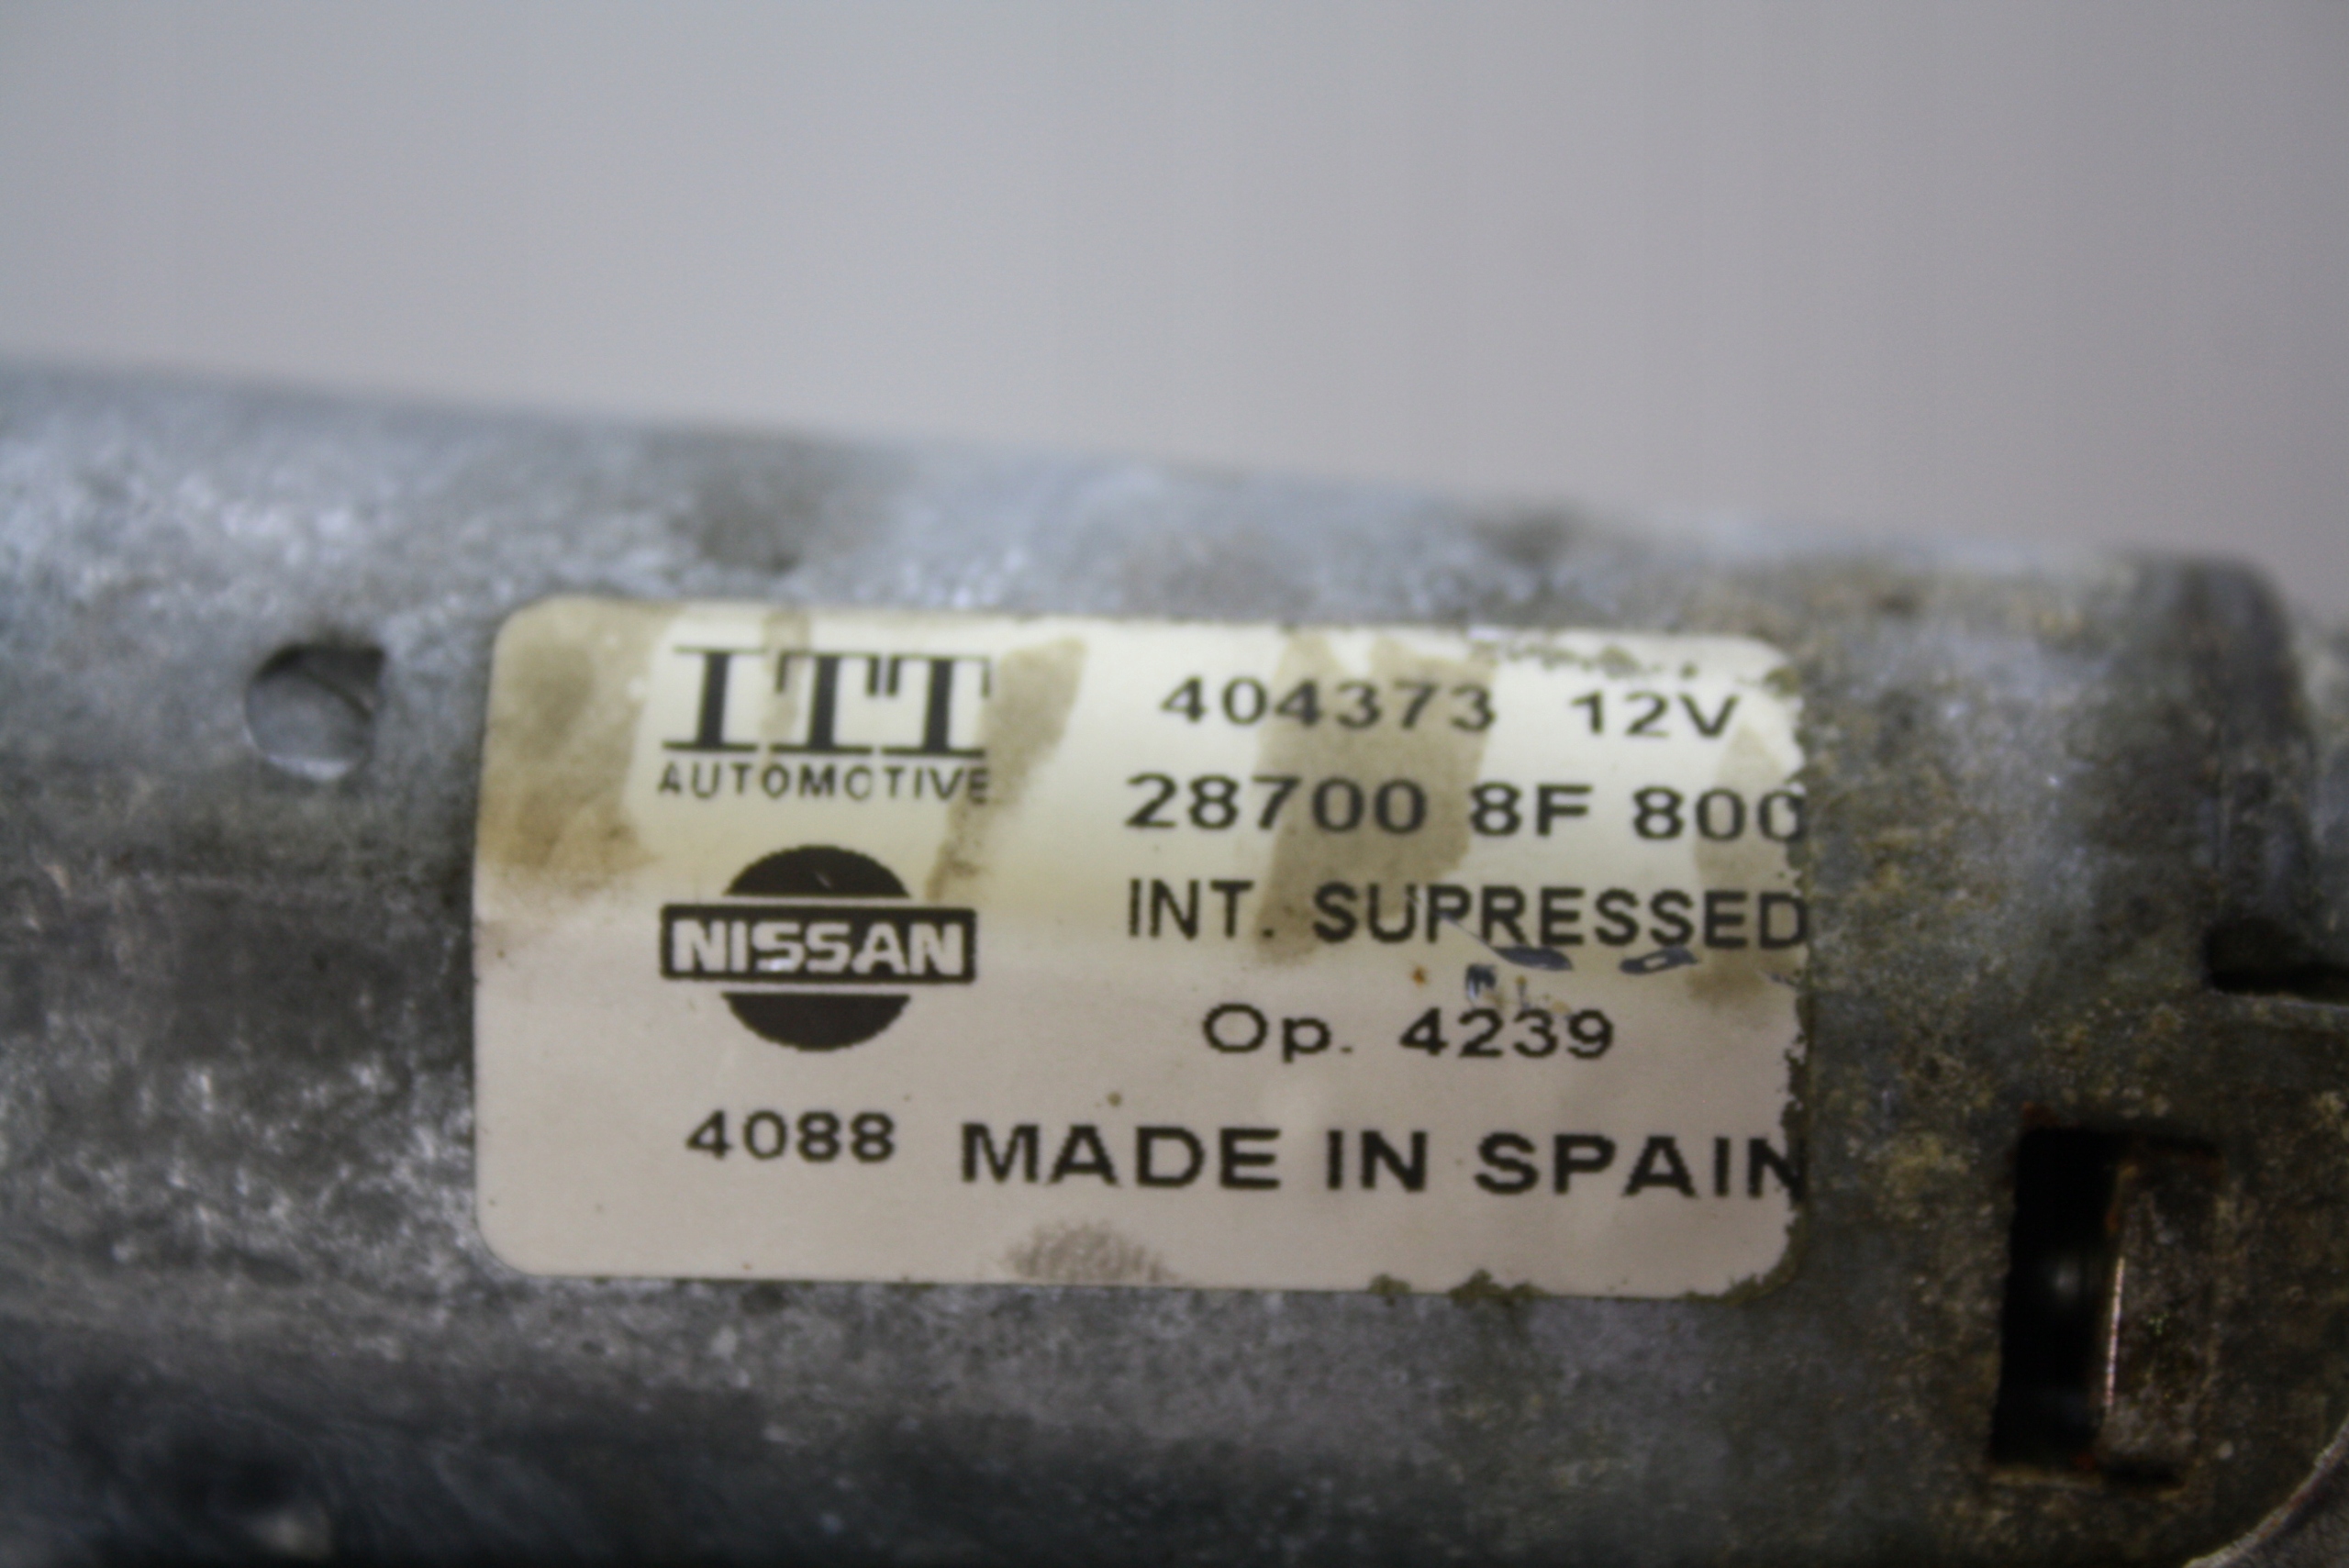 ITT
AUTOMOTIVE
NISSAN
4088
404373 12V
28700 8F 800
INT. SUPRESSED
Op. 4239
MADE IN SPAIN